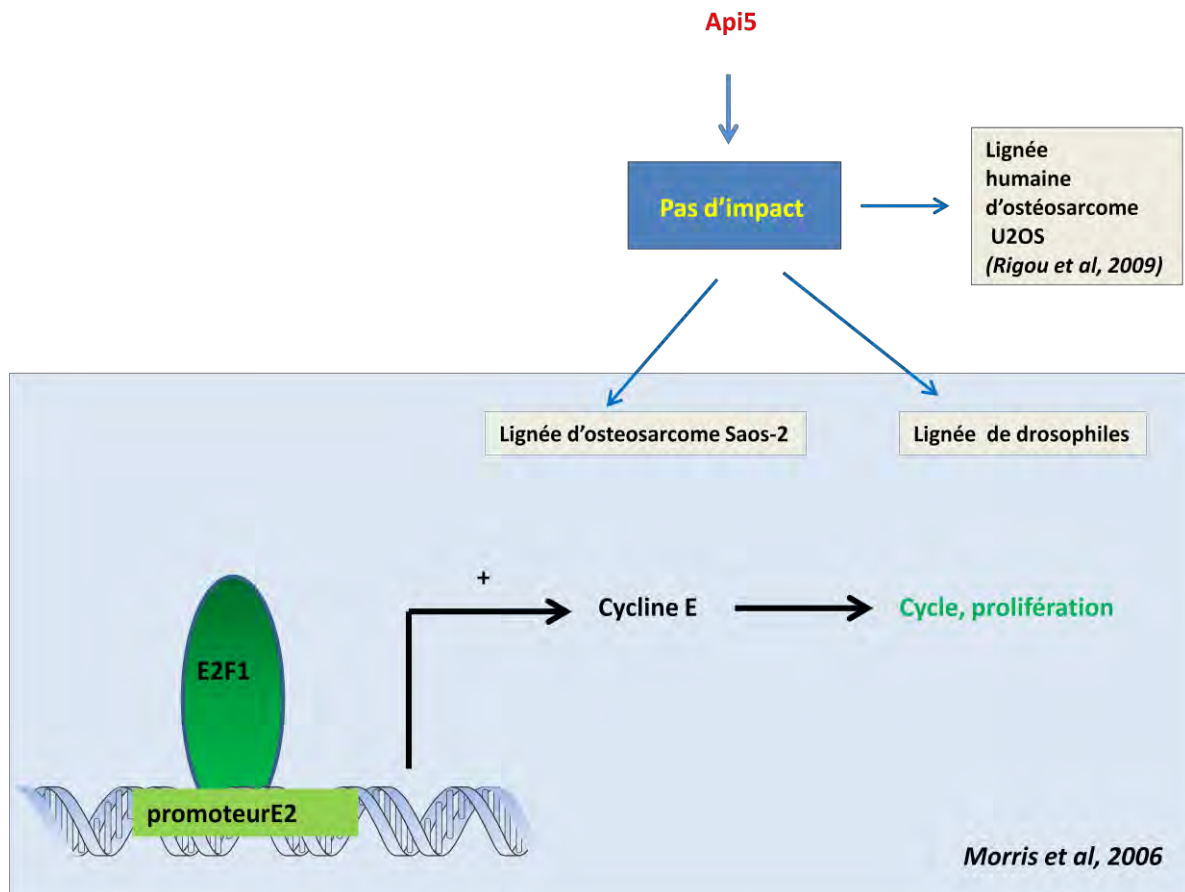 Api5
Pas d'impact
Lignée
humaine
d'ostéosarcome
U2OS
(Rigou et al, 2009)
Lignée d'osteosarcome Saos-2
Lignée de drosophiles
+
Cycline E
Cycle, prolifération
E2F1
promoteurE2
Morris et al, 2006